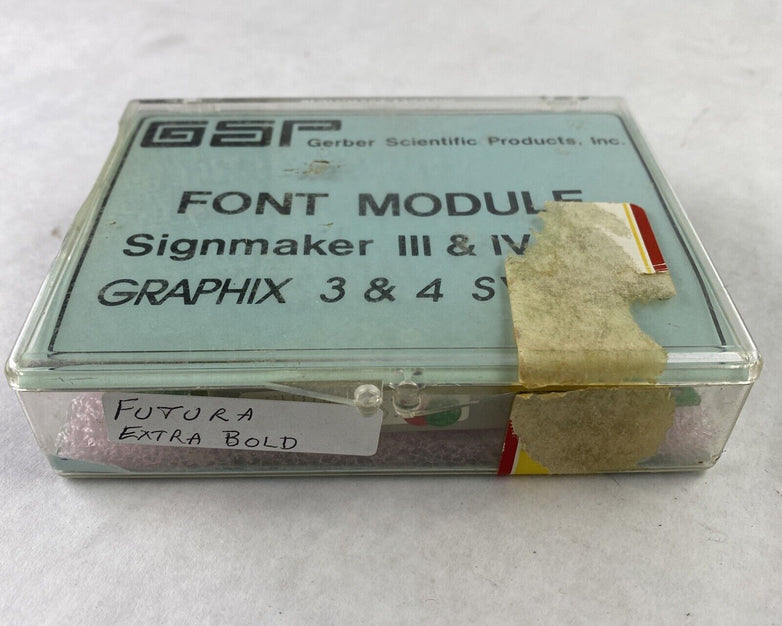 GSP Gerber Scientific Products, Inc.
FONT MODULE
Signmaker III & IV
GRAPHIX 3 & 4
FUTURA
EXTRA BOLD